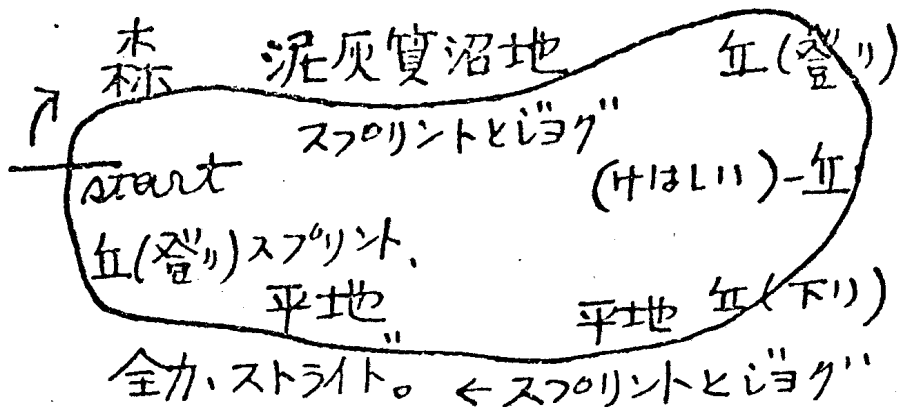 森 泥灰質沼地 丘(登り)
スプリントとジョグ
start (けはしい)-丘
丘(登り)スプリント、
平地 平地 丘(下り)
全力、ストライド。 ←スプリントとジョグ